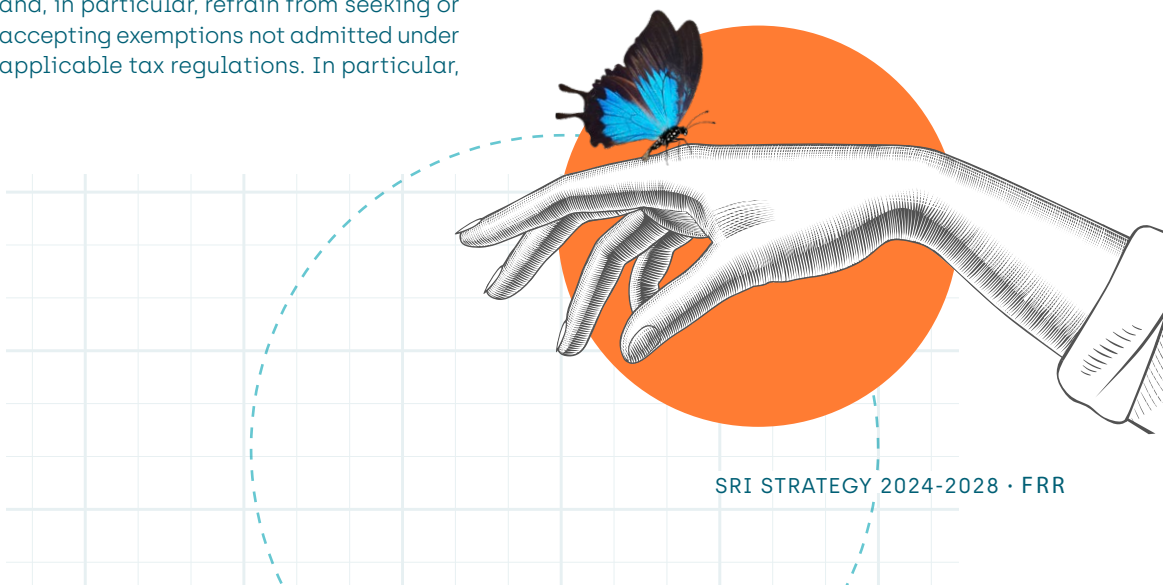 and, in particular, refrain from seeking or
accepting exemptions not admitted under
applicable tax regulations. In particular,
SRI STRATEGY 2024-2028 · FRR